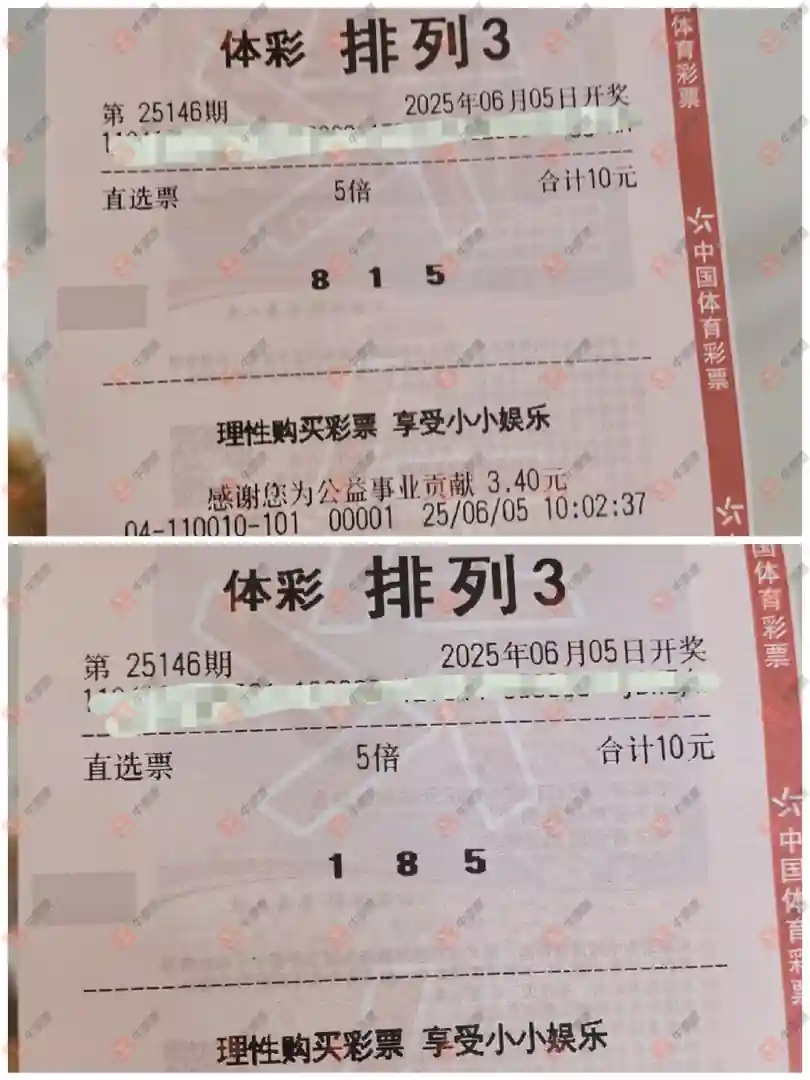 体彩 排列3
第 25146期 2025年06月05日开奖
直选票 5倍 合计10元
8 1 5
理性购买彩票 享受小小娱乐
感谢您为公益事业贡献 3.40元
04-110010-101 00001 25/06/05 10:02:37
体育彩票
中国体育彩票
体彩 排列3
第 25146期 2025年06月05日开奖
直选票 5倍 合计10元
1 8 5
理性购买彩票 享受小小娱乐
国体育彩票
中国体育彩票